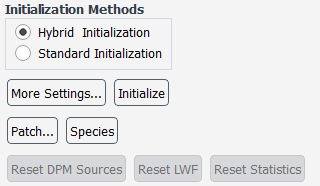 Initialization Methods
Hybrid Initialization
Standard Initialization
More Settings... Initialize
Patch... Species
Reset DPM Sources Reset LWF Reset Statistics